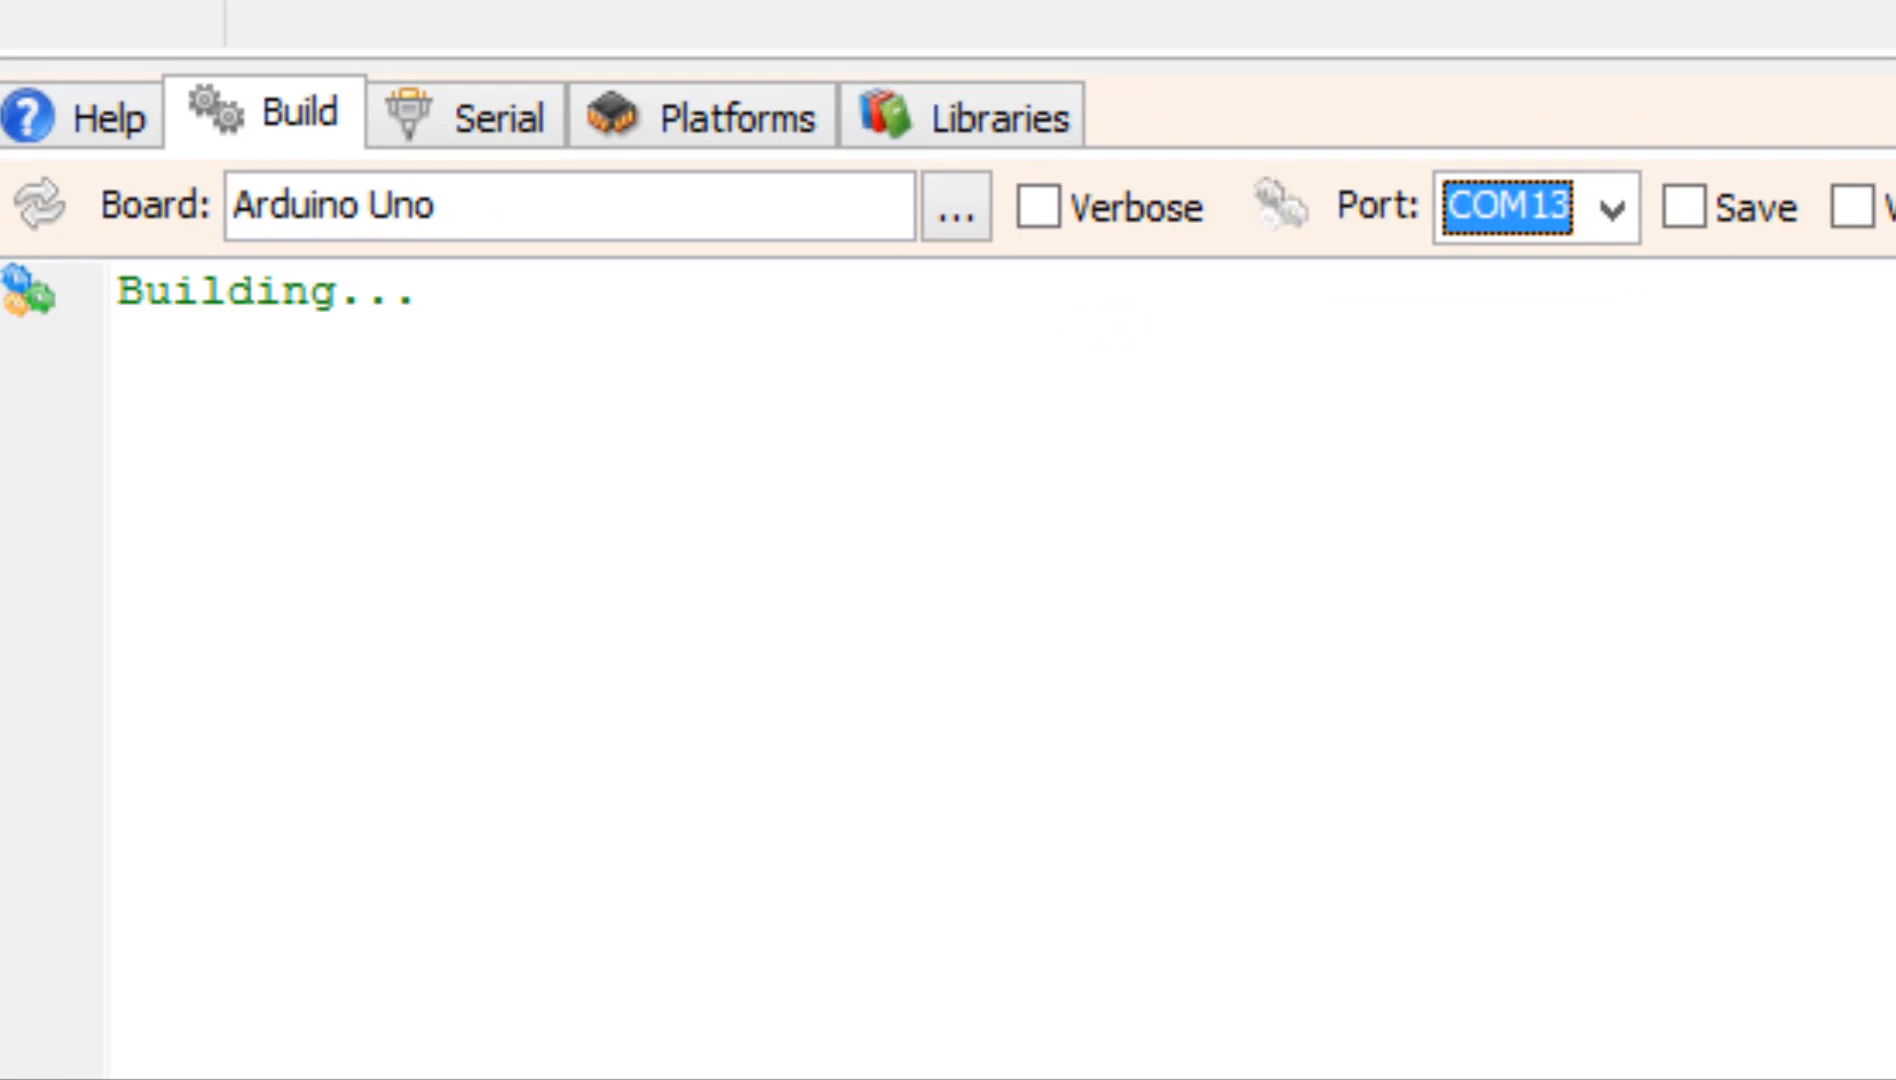 Help Build Serial Platforms Libraries
Board: Arduino Uno ... Verbose Port: COM13 Save
Building...